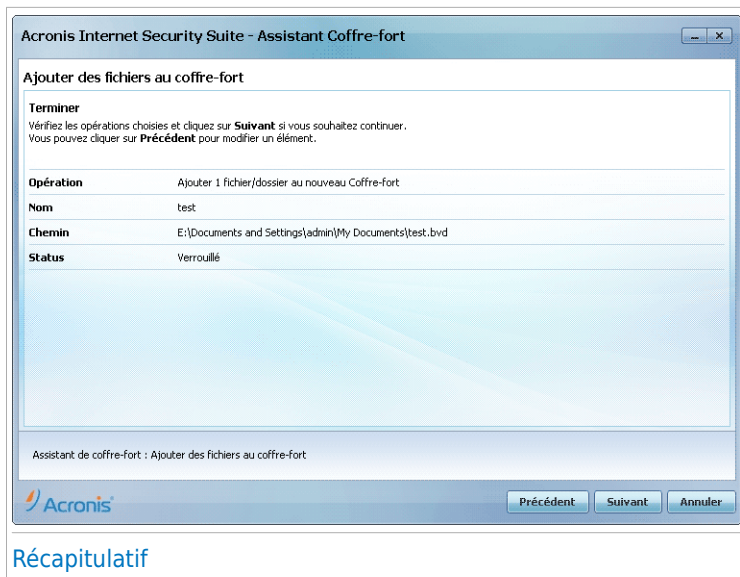 Acronis Internet Security Suite - Assistant Coffre-fort
Ajouter des fichiers au coffre-fort
Terminer
Vérifiez les opérations choisies et cliquez sur Suivant si vous souhaitez continuer.
Vous pouvez cliquer sur Précédent pour modifier un élément.
Opération Ajouter 1 fichier/dossier au nouveau Coffre-fort
Nom test
Chemin E:\Documents and Settings\admin\My Documents\test.bvd
Status Verrouillé
Assistant de coffre-fort : Ajouter des fichiers au coffre-fort
Acronis
Précédent Suivant Annuler
Récapitulatif